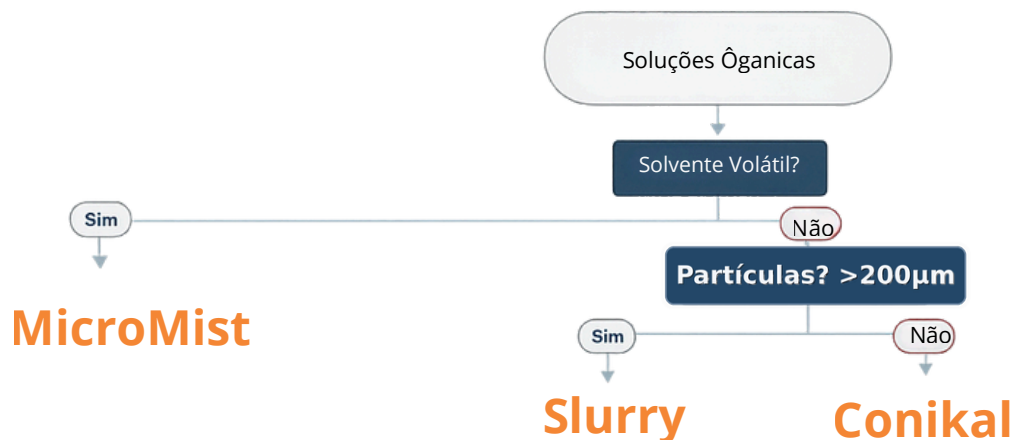 Soluções Ôganicas
Solvente Volátil?
Sim
Não
Partículas? >200µm
MicroMist
Sim
Não
Slurry
Conikal